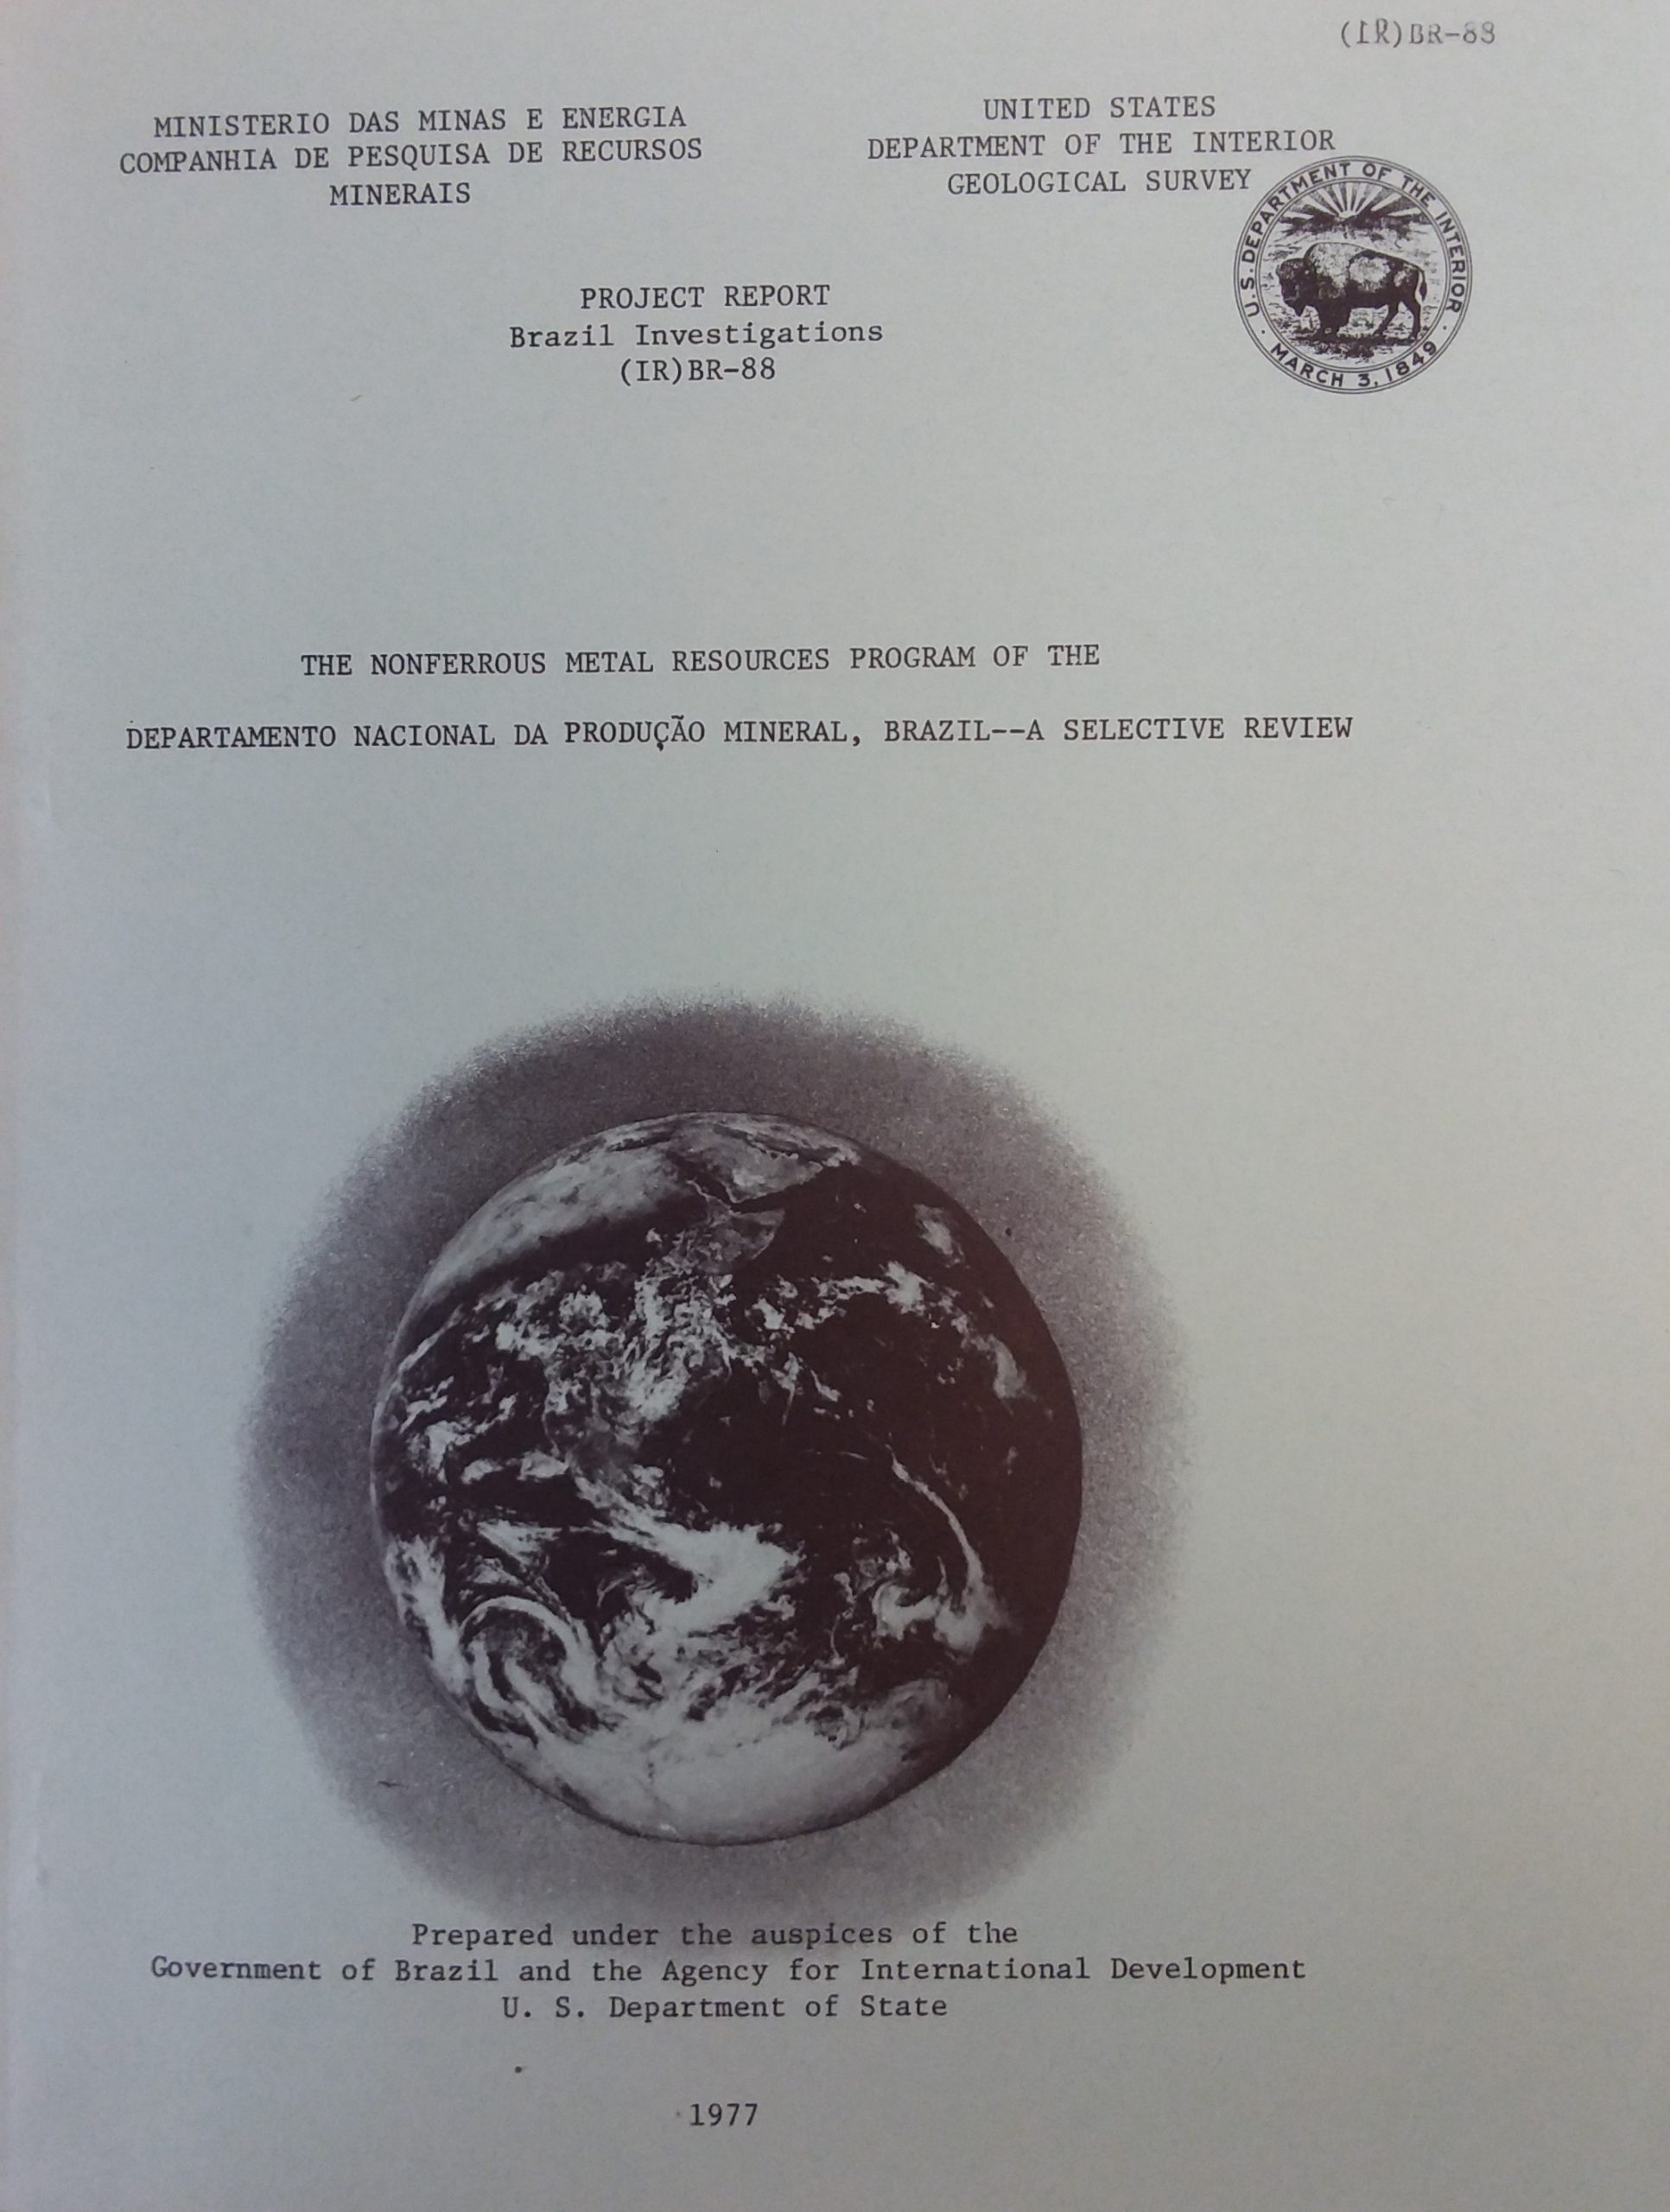 (IR)BR-88
MINISTERIO DAS MINAS E ENERGIA
COMPANHIA DE PESQUISA DE RECURSOS
MINERAIS
UNITED STATES
DEPARTMENT OF THE INTERIOR
GEOLOGICAL SURVEY
U.S. DEPARTMENT OF THE INTERIOR
MARCH 3, 1849
PROJECT REPORT
Brazil Investigations
(IR)BR-88
THE NONFERROUS METAL RESOURCES PROGRAM OF THE
DEPARTAMENTO NACIONAL DA PRODUÇÃO MINERAL, BRAZIL--A SELECTIVE REVIEW
Prepared under the auspices of the
Government of Brazil and the Agency for International Development
U. S. Department of State
1977